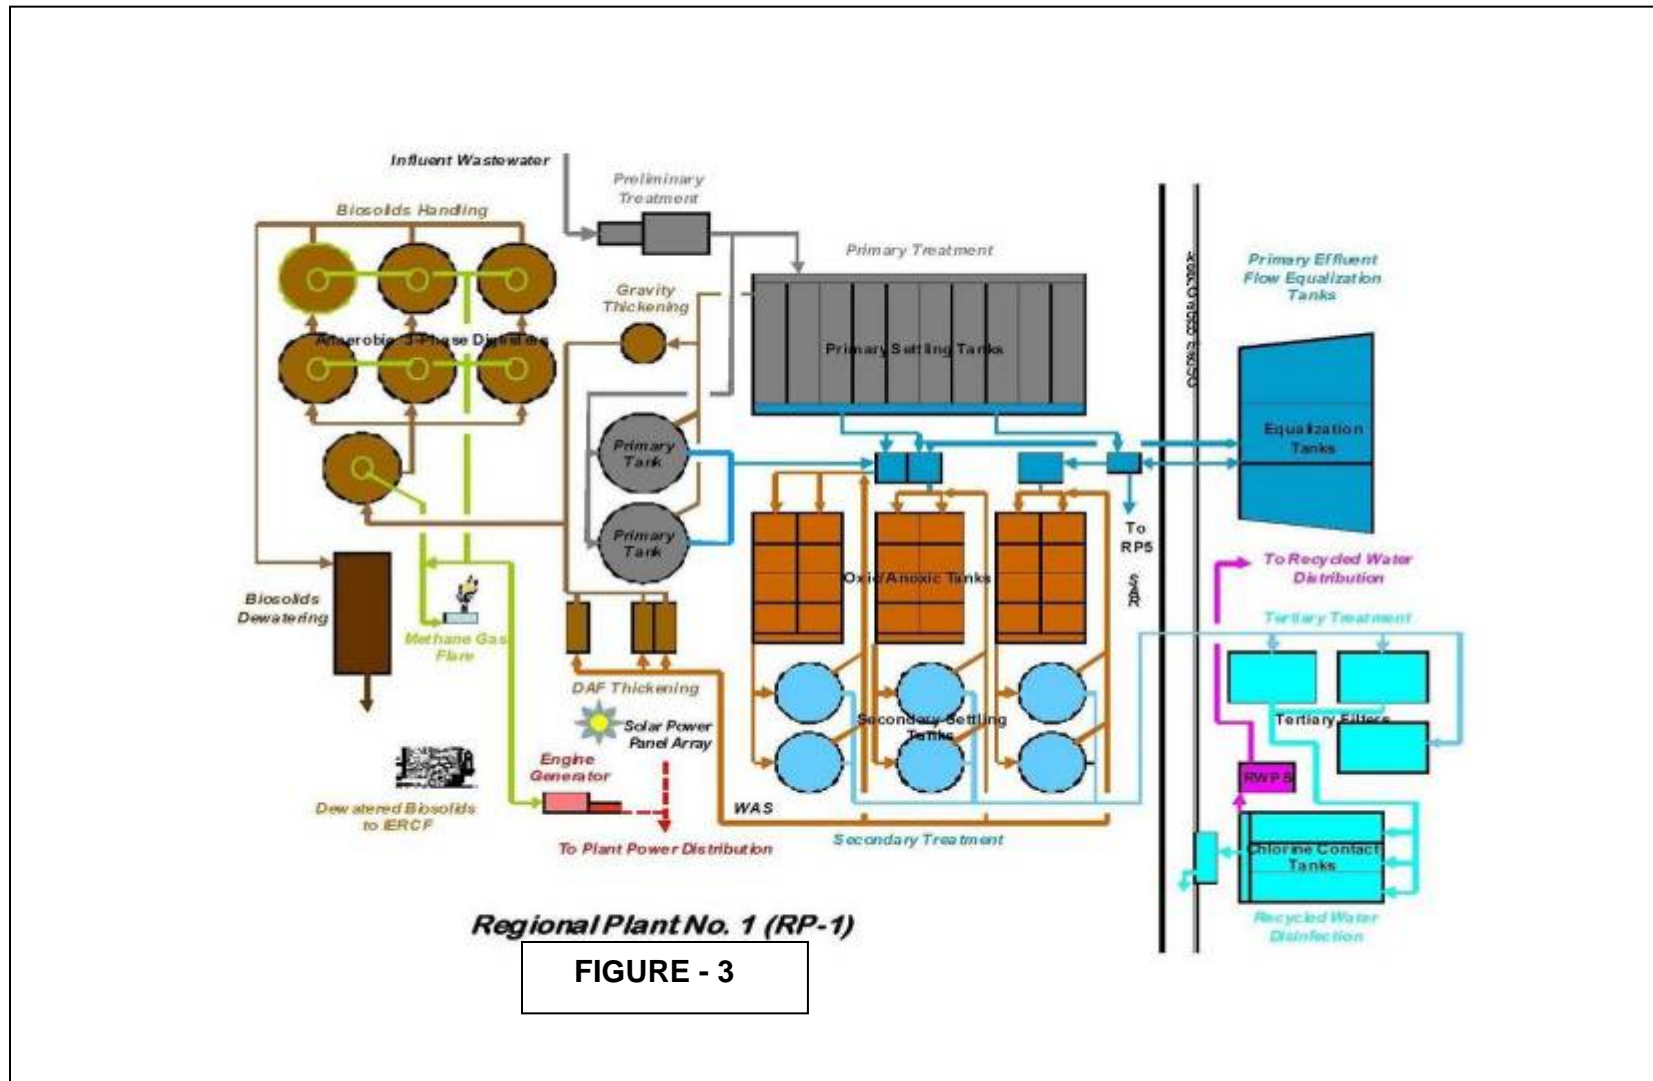 Influent Wastewater
Preliminary
Treatment
Biosolids Handling
Primary Treatment
Gravity
Thickening
Primary Effluent
Flow Equalization
Tanks
Anaerobic 3-Phase Digesters
Primary Settling Tanks
Equalization
Tanks
Primary
Tank
Primary
Tank
To
RP5
Oxic/Anoxic Tanks
To Recycled Water
Distribution
Biosolids
Dewatering
Methane Gas
Flare
Tertiary Treatment
DAF Thickening
Solar Power
Panel Array
Secondary Settling
Tanks
Tertiary Filters
Engine
Generator
RWPS
Dewatered Biosolids
to IERCF
WAS
To Plant Power Distribution
Secondary Treatment
Chlorine Contact
Tanks
Recycled Water
Disinfection
Regional Plant No. 1 (RP-1)
FIGURE - 3